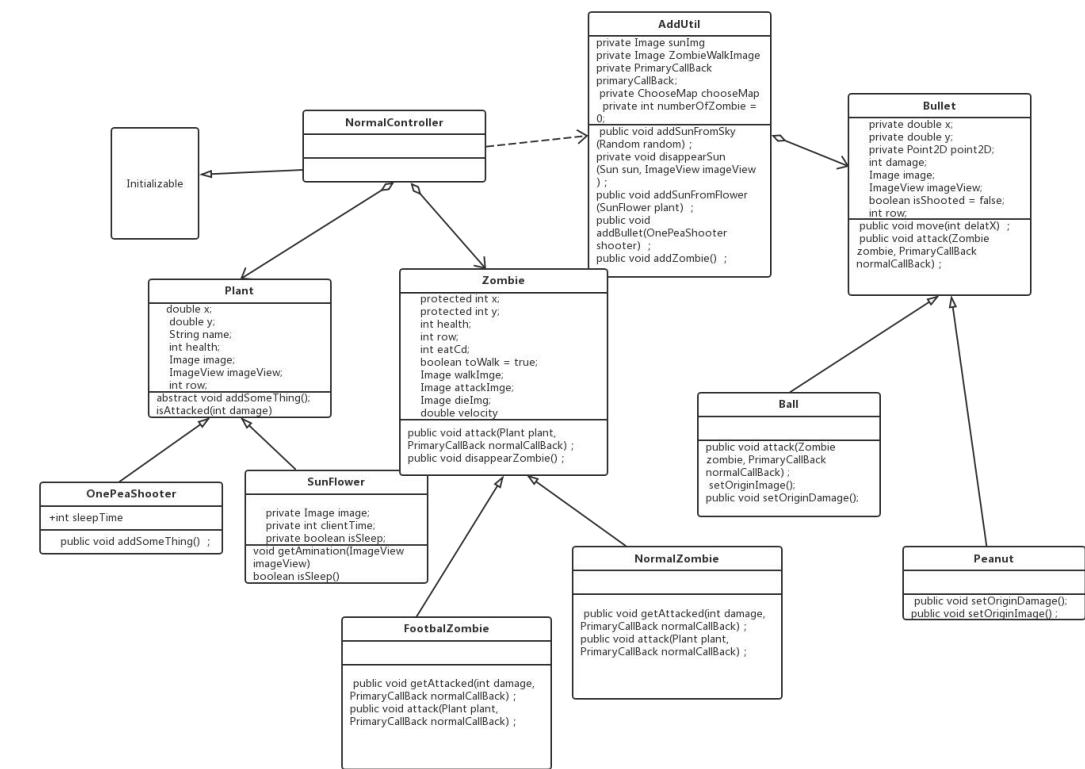 AddUtil
private Image sunImg
private Image ZombieWalkImage
private PrimaryCallBack
primaryCallBack;
private ChooseMap chooseMap
private int numberOfZombie =
0;
public void addSunFromSky
(Random random) ;
private void disappearSun
(Sun sun, ImageView imageView
) ;
public void addSunFromFlower
(SunFlower plant) ;
public void
addBullet(OnePeaShooter
shooter) ;
public void addZombie() ;
NormalController
Initializable
Bullet
private double x;
private double y;
private Point2D point2D;
int damage;
Image image;
ImageView imageView;
boolean isShooted = false;
int row;
public void move(int delatX) ;
public void attack(Zombie
zombie, PrimaryCallBack
normalCallBack) ;
Plant
double x;
double y;
String name;
int health;
Image image;
ImageView imageView;
int row;
abstract void addSomeThing();
isAttacked(int damage)
Zombie
protected int x;
protected int y;
int health;
int row;
int eatCd;
boolean toWalk = true;
Image walkImge;
Image attackImge;
Image dieImg;
double velocity
public void attack(Plant plant,
PrimaryCallBack normalCallBack) ;
public void disappearZombie() ;
Ball
public void attack(Zombie
zombie, PrimaryCallBack
normalCallBack) ;
setOriginImage();
public void setOriginDamage();
OnePeaShooter
+int sleepTime
public void addSomeThing() ;
SunFlower
private Image image;
private int clientTime;
private boolean isSleep;
void getAmination(ImageView
imageView)
boolean isSleep()
NormalZombie
public void getAttacked(int damage,
PrimaryCallBack normalCallBack) ;
public void attack(Plant plant,
PrimaryCallBack normalCallBack) ;
Peanut
public void setOriginDamage();
public void setOriginImage() ;
FootbalZombie
public void getAttacked(int damage,
PrimaryCallBack normalCallBack) ;
public void attack(Plant plant,
PrimaryCallBack normalCallBack) ;